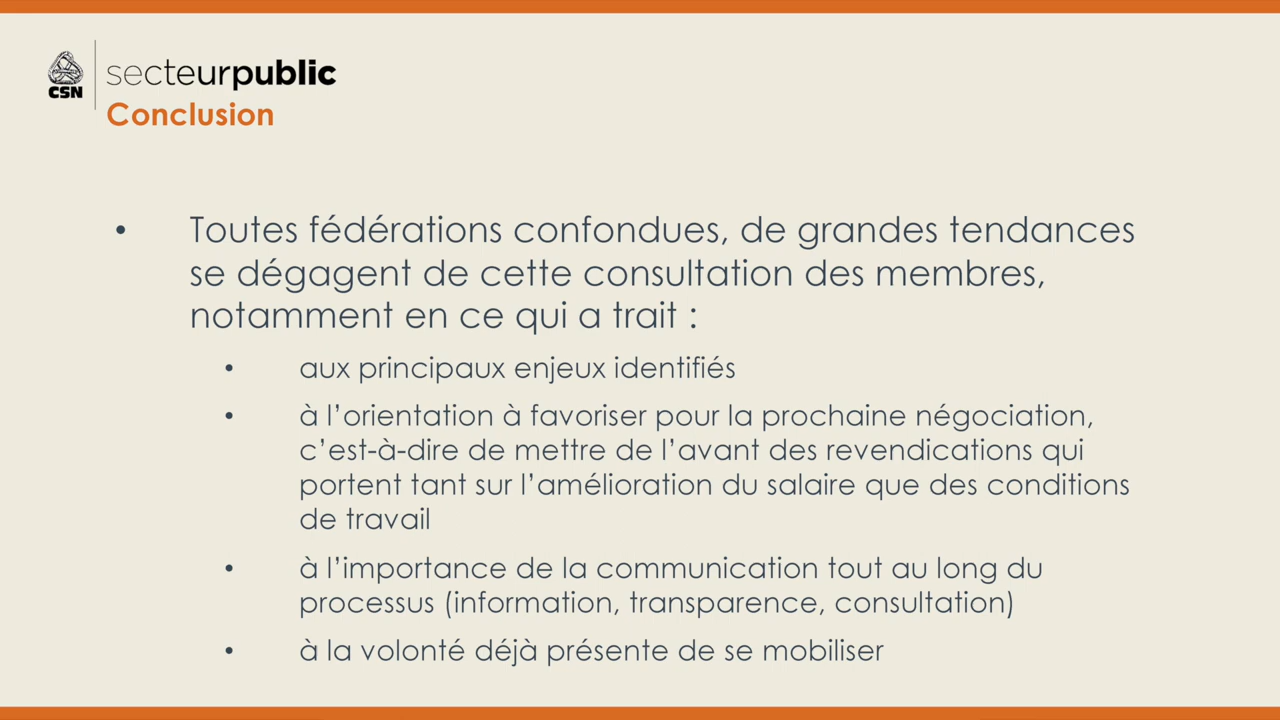 CSN
secteurpublic
Conclusion
• Toutes fédérations confondues, de grandes tendances
se dégagent de cette consultation des membres,
notamment en ce qui a trait :
• aux principaux enjeux identifiés
• à l’orientation à favoriser pour la prochaine négociation,
c’est-à-dire de mettre de l’avant des revendications qui
portent tant sur l’amélioration du salaire que des conditions
de travail
• à l’importance de la communication tout au long du
processus (information, transparence, consultation)
• à la volonté déjà présente de se mobiliser